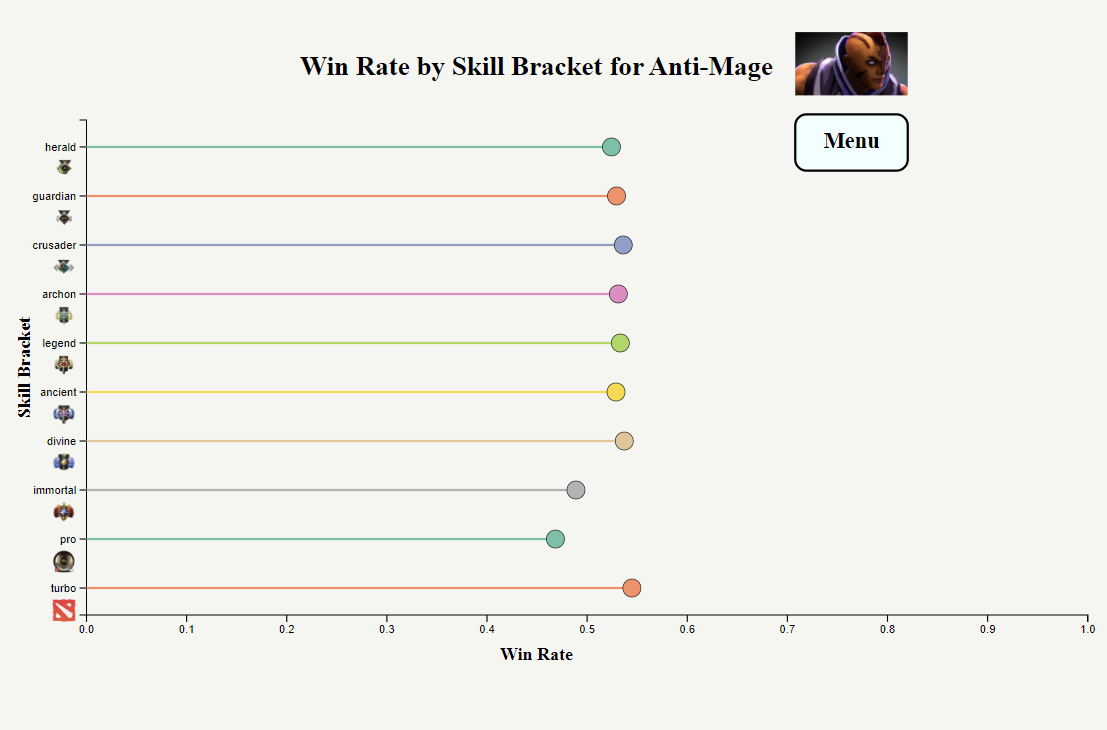 Win Rate by Skill Bracket for Anti-Mage
Menu
Skill Bracket
herald
guardian
crusader
archon
legend
ancient
divine
immortal
pro
turbo
0.0 0.1 0.2 0.3 0.4 0.5 0.6 0.7 0.8 0.9 1.0
Win Rate